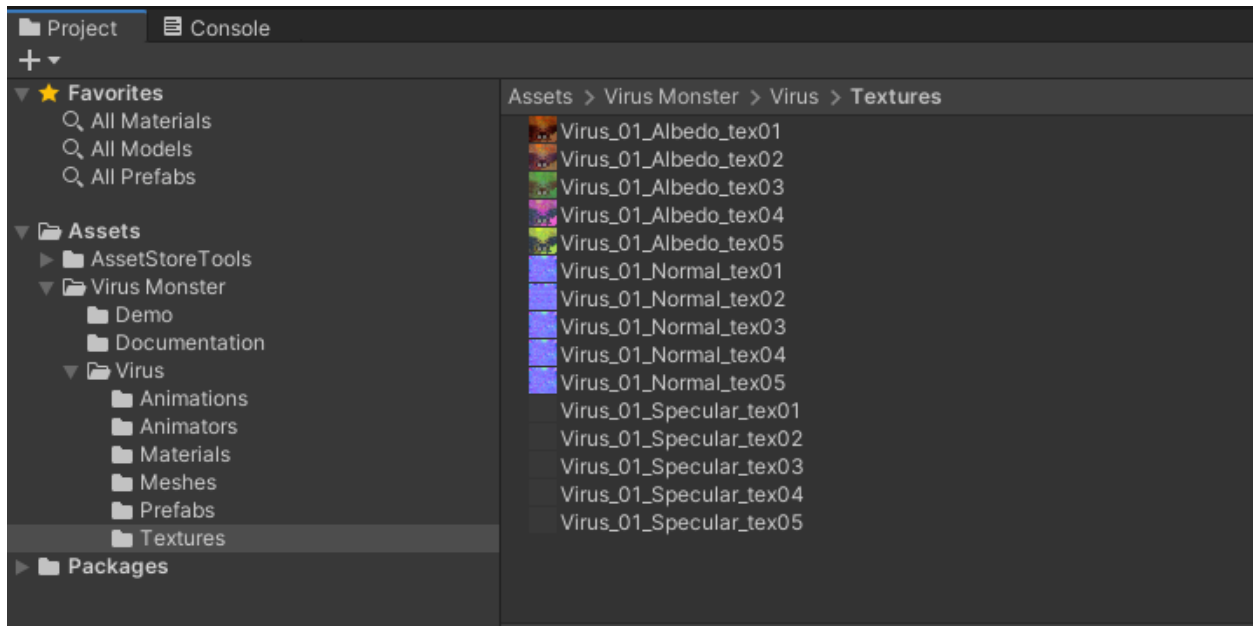 Project
Console
Favorites
All Materials
All Models
All Prefabs
Assets
AssetStoreTools
Virus Monster
Demo
Documentation
Virus
Animations
Animators
Materials
Meshes
Prefabs
Textures
Packages
Assets > Virus Monster > Virus > Textures
Virus_01_Albedo_tex01
Virus_01_Albedo_tex02
Virus_01_Albedo_tex03
Virus_01_Albedo_tex04
Virus_01_Albedo_tex05
Virus_01_Normal_tex01
Virus_01_Normal_tex02
Virus_01_Normal_tex03
Virus_01_Normal_tex04
Virus_01_Normal_tex05
Virus_01_Specular_tex01
Virus_01_Specular_tex02
Virus_01_Specular_tex03
Virus_01_Specular_tex04
Virus_01_Specular_tex05